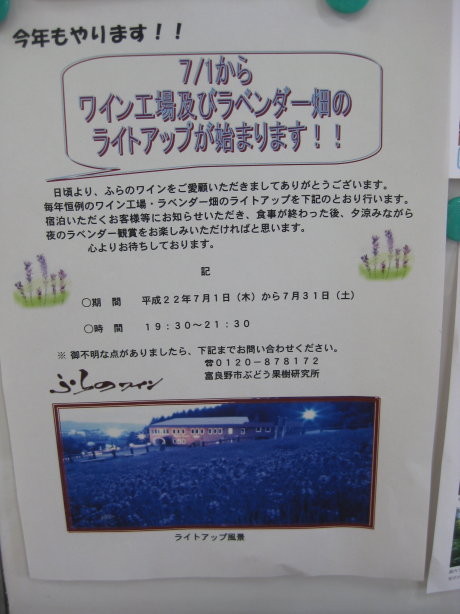 今年もやります！！
7/1から
ワイン工場及びラベンダー畑の
ライトアップが始まります！！
日頃より、ふらのワインをご愛顧いただきましてありがとうございます。
毎年恒例のワイン工場・ラベンダー畑のライトアップを下記のとおり行います。
宿泊いただくお客様等にお知らせいただき、食事が終わった後、夕涼みながら
夜のラベンダー観賞をお楽しみいただければと思います。
心よりお待ちしております。
記
○期　間　平成２２年７月１日（木）から７月３１日（土）
○時　間　１９：３０～２１：３０
※ 御不明な点がありましたら、下記までお問い合わせください。
☎０１２０－８７８１７２
富良野市ぶどう果樹研究所
ふらのワイン
ライトアップ風景